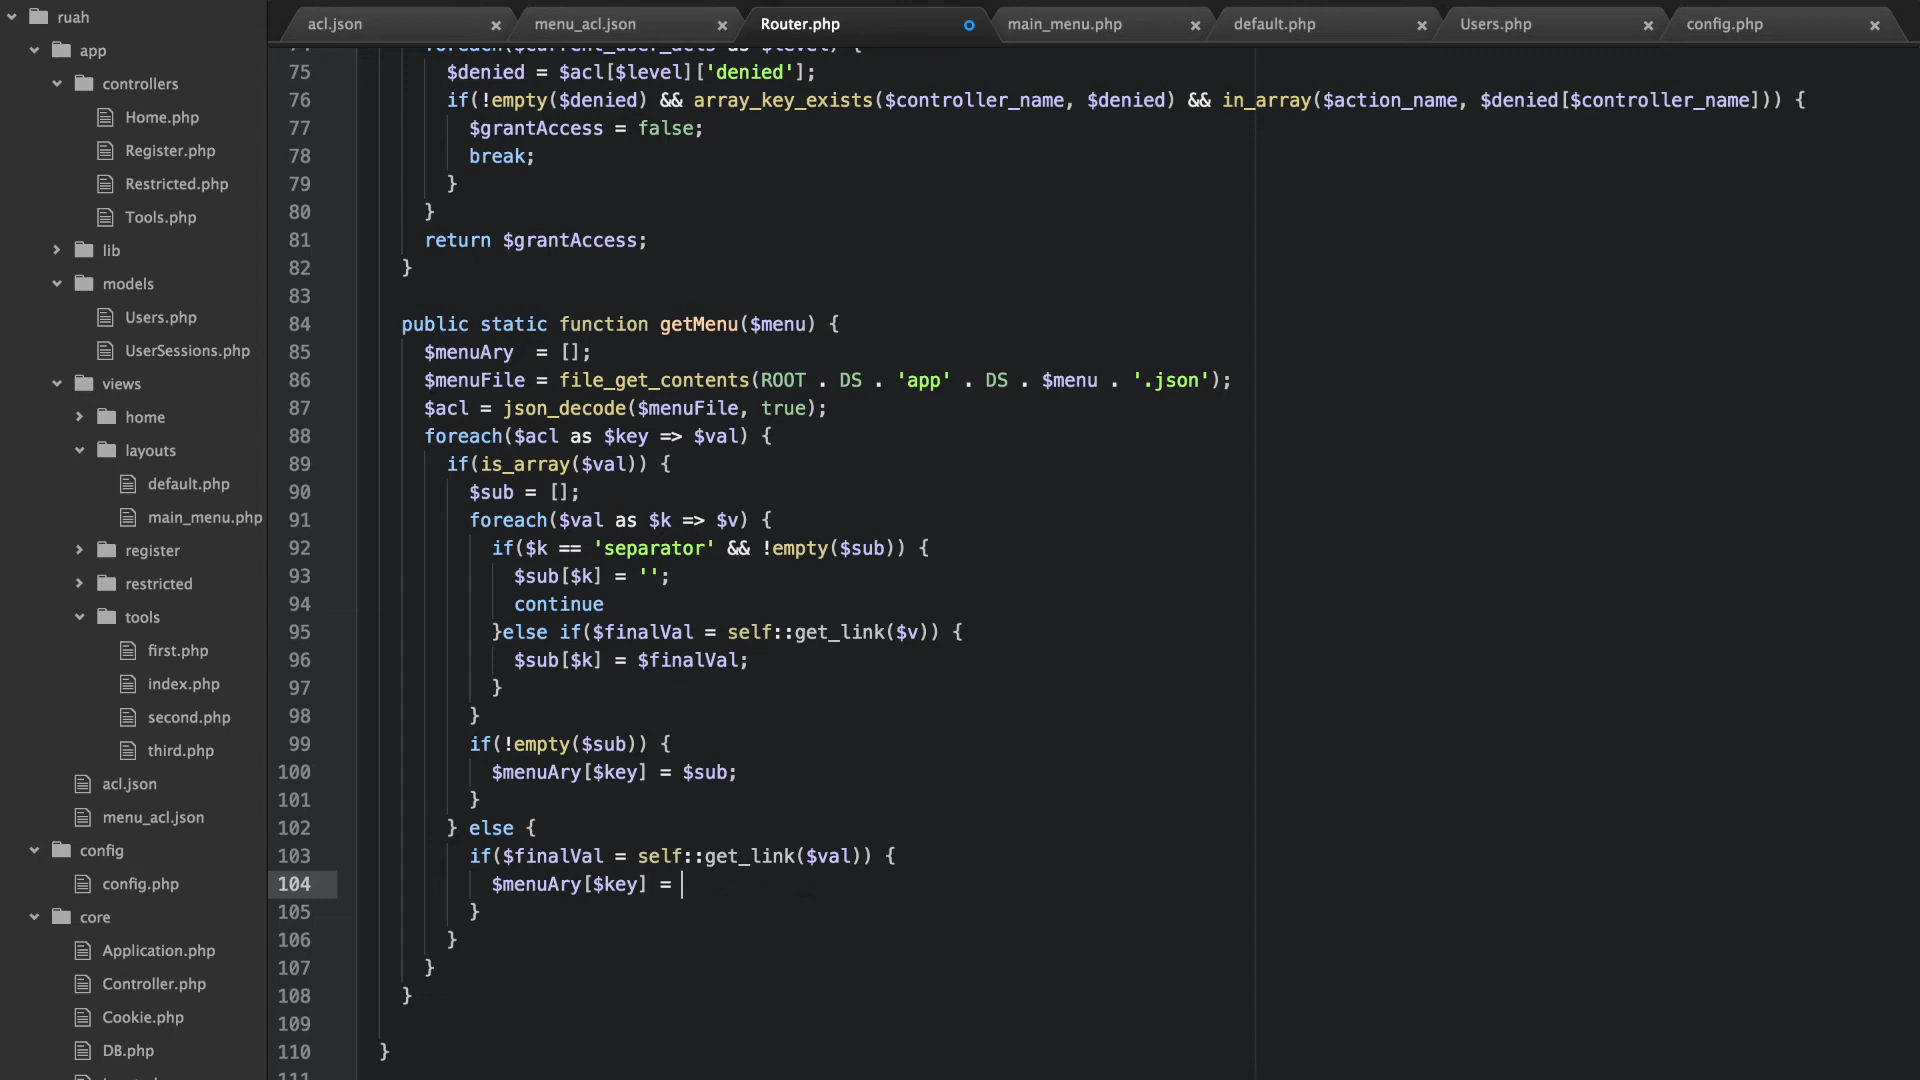 ruah
app
controllers
Home.php
Register.php
Restricted.php
Tools.php
lib
models
Users.php
UserSessions.php
views
home
layouts
default.php
main_menu.php
register
restricted
tools
first.php
index.php
second.php
third.php
acl.json
menu_acl.json
config
config.php
core
Application.php
Controller.php
Cookie.php
DB.php
acl.json × menu_acl.json × Router.php main_menu.php × default.php × Users.php × config.php ×
75 $denied = $acl[$level]['denied'];
76 if(!empty($denied) && array_key_exists($controller_name, $denied) && in_array($action_name, $denied[$controller_name])) {
77 $grantAccess = false;
78 break;
79 }
80 }
81 return $grantAccess;
82 }
83
84 public static function getMenu($menu) {
85 $menuAry  = [];
86 $menuFile = file_get_contents(ROOT . DS . 'app' . DS . $menu . '.json');
87 $acl = json_decode($menuFile, true);
88 foreach($acl as $key => $val) {
89 if(is_array($val)) {
90 $sub = [];
91 foreach($val as $k => $v) {
92 if($k == 'separator' && !empty($sub)) {
93 $sub[$k] = '';
94 continue
95 }else if($finalVal = self::get_link($v)) {
96 $sub[$k] = $finalVal;
97 }
98 }
99 if(!empty($sub)) {
100 $menuAry[$key] = $sub;
101 }
102 } else {
103 if($finalVal = self::get_link($val)) {
104 $menuAry[$key] =
105 }
106 }
107 }
108 }
109
110 }